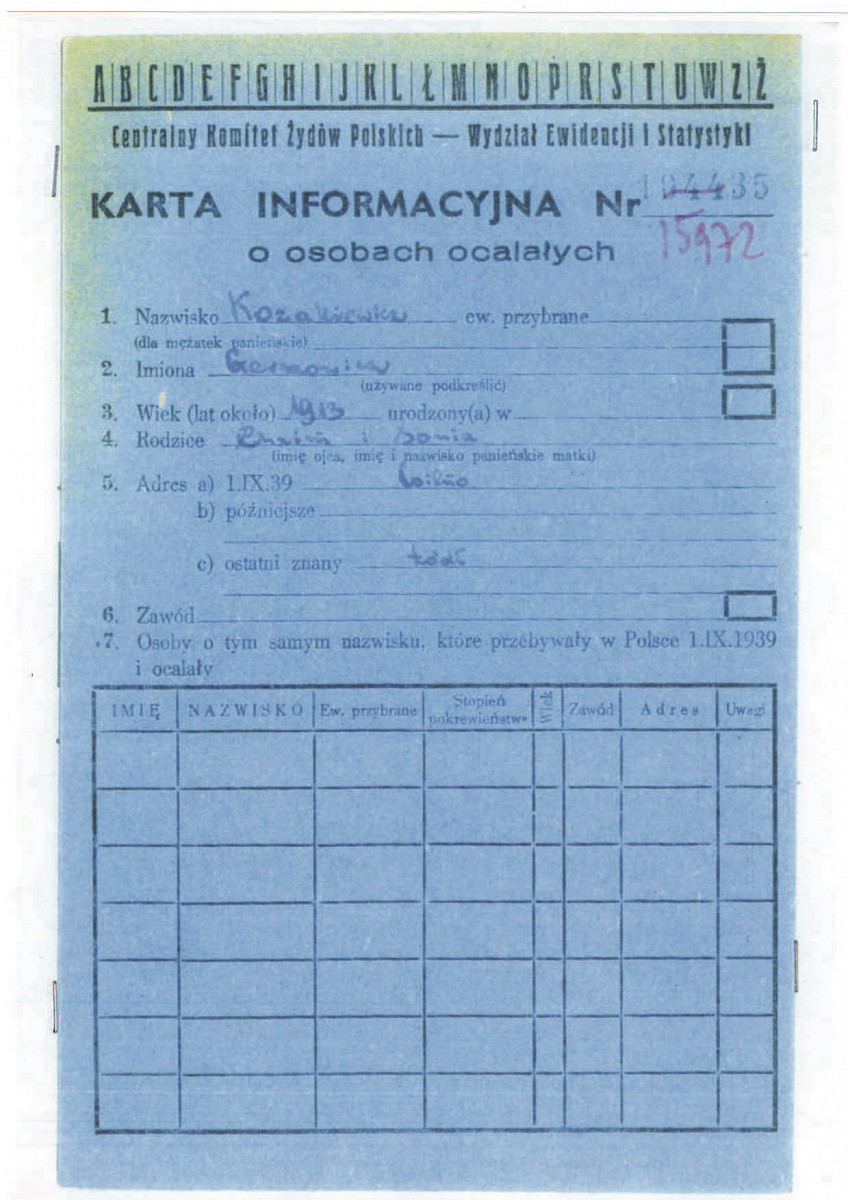 A|B|C|D|E|F|G|H|I|J|K|L|Ł|M|N|O|P|R|S|T|U|W|Z|Ż
Centralny Komitet Żydów Polskich — Wydział Ewidencji i Statystyki
KARTA INFORMACYJNA Nr 194435
15972
o osobach ocalałych
1. Nazwisko ew. przybrane
(dla mężatek panieńskie)
2. Imiona
(używane podkreślić)
3. Wiek (lat około) 1913 urodzony(a) w
4. Rodzice Chaim i Sonia
(imię ojca, imię i nazwisko panieńskie matki)
5. Adres a) 1.IX.39 Wilno
b) późniejsze
c) ostatni znany Łódź
6. Zawód
7. Osoby o tym samym nazwisku, które przebywały w Polsce 1.IX.1939
i ocalały
IMIĘ NAZWISKO Ew. przybrane Stopień pokrewieństwa Wiek Zawód Adres Uwagi